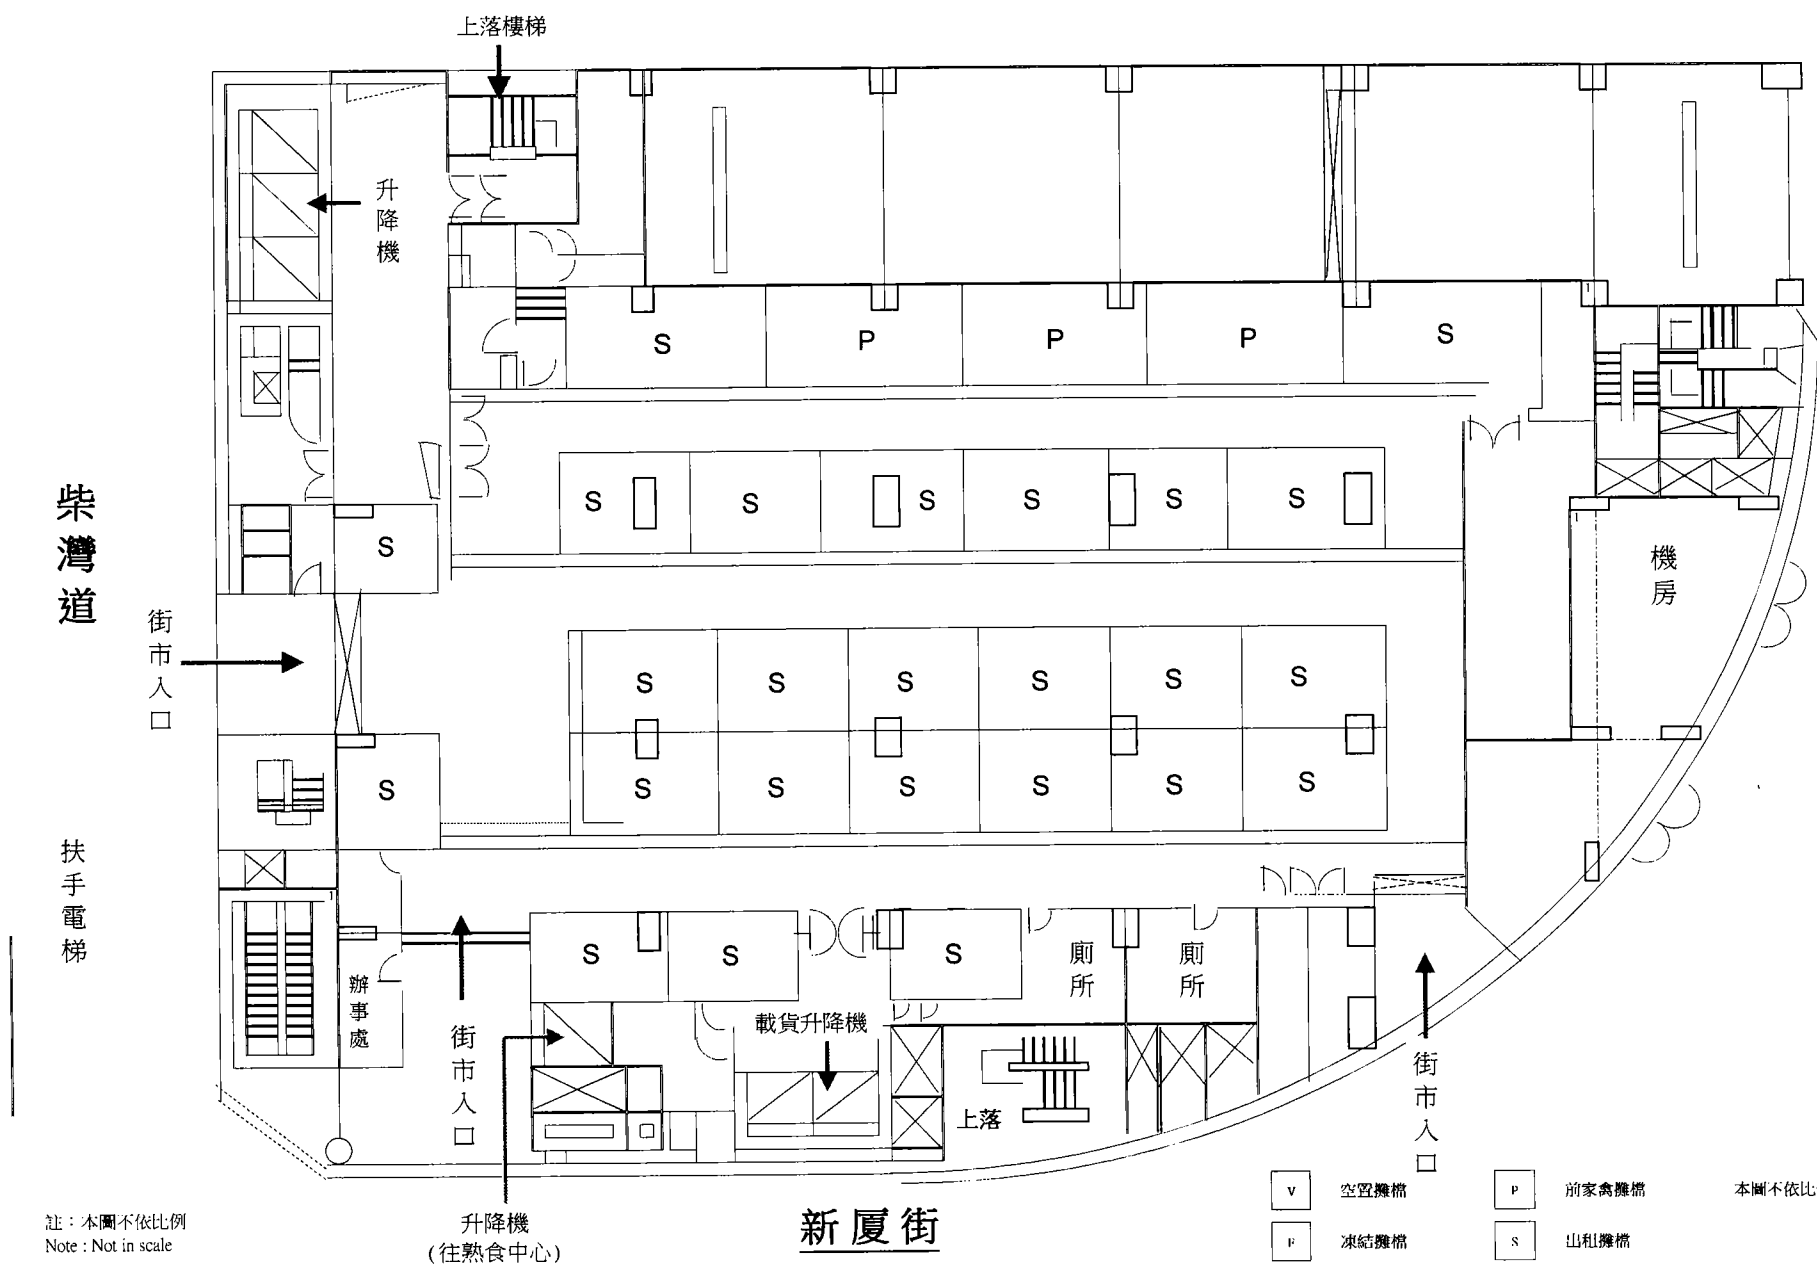 上落樓梯
升降機
S P P P S
S S S S S S
S
柴灣道
機房
街市入口
S S S S S S
S S S S S S
S
扶手電梯
S S S
廁所
廁所
辦事處
載貨升降機
街市入口
街市入口
上落
升降機
(往熟食中心)
新廈街
註：本圖不依比例
Note : Not in scale
V 空置攤檔
P 前家禽攤檔
本圖不依比
F 凍結攤檔
S 出租攤檔